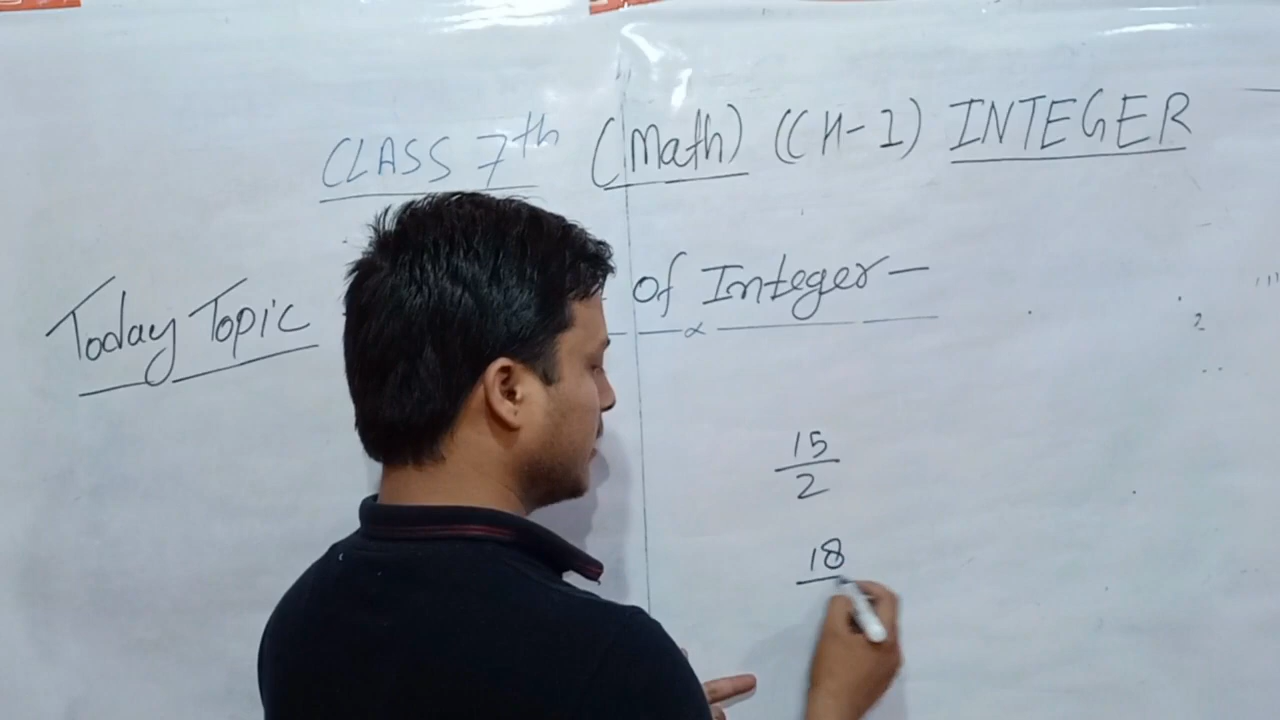 CLASS 7th (Math) (CH-1) INTEGER
Today Topic of Integer-
15
2
18